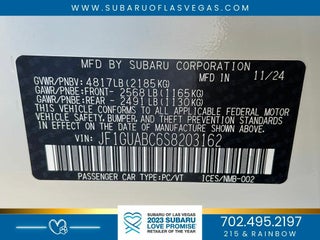 WWW.SUBARUOFLASVEGAS.COM
MFD BY SUBARU CORPORATION 11/24
GVWR/PNBV: 4817LB(2185KG)
GAWR/PNBE:FRONT- 2568LB(1165KG)
GAWR/PNBE:REAR - 2491LB(1130KG)
THIS VEHICLE CONFORMS TO ALL APPLICABLE FEDERAL MOTOR
VEHICLE SAFETY, BUMPER, AND THEFT PREVENTION STANDARDS
IN EFFECT ON THE DATE OF MANUFACTURE SHOWN ABOVE.
VIN: JF1GUABC6S8203162
PASSENGER CAR TYPE:PC/VT ICES/NMB-002
SUBARU
love
PROMISE
SUBARU OF LAS VEGAS
2023 SUBARU
LOVE PROMISE
RETAILER OF THE YEAR
702.495.2197
215 & RAINBOW